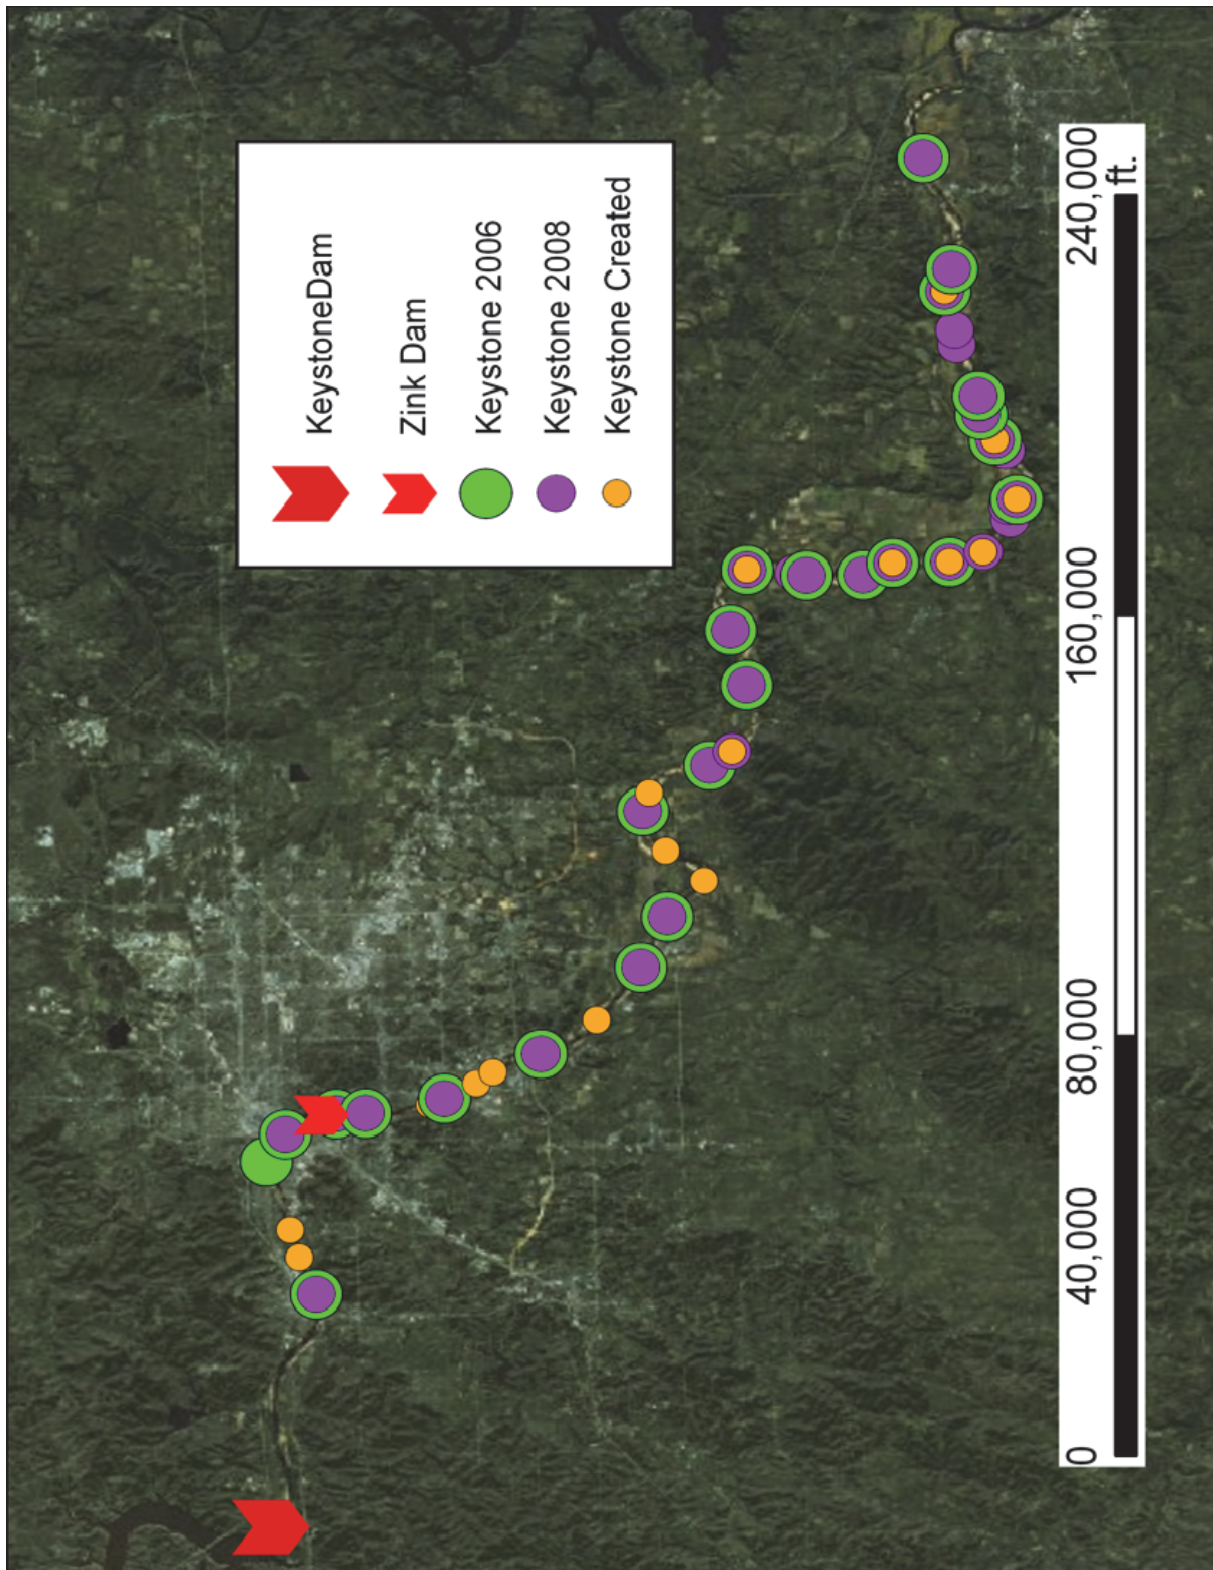 KeystoneDam
Zink Dam
Keystone 2006
Keystone 2008
Keystone Created
0
40,000
80,000
160,000
240,000
ft.